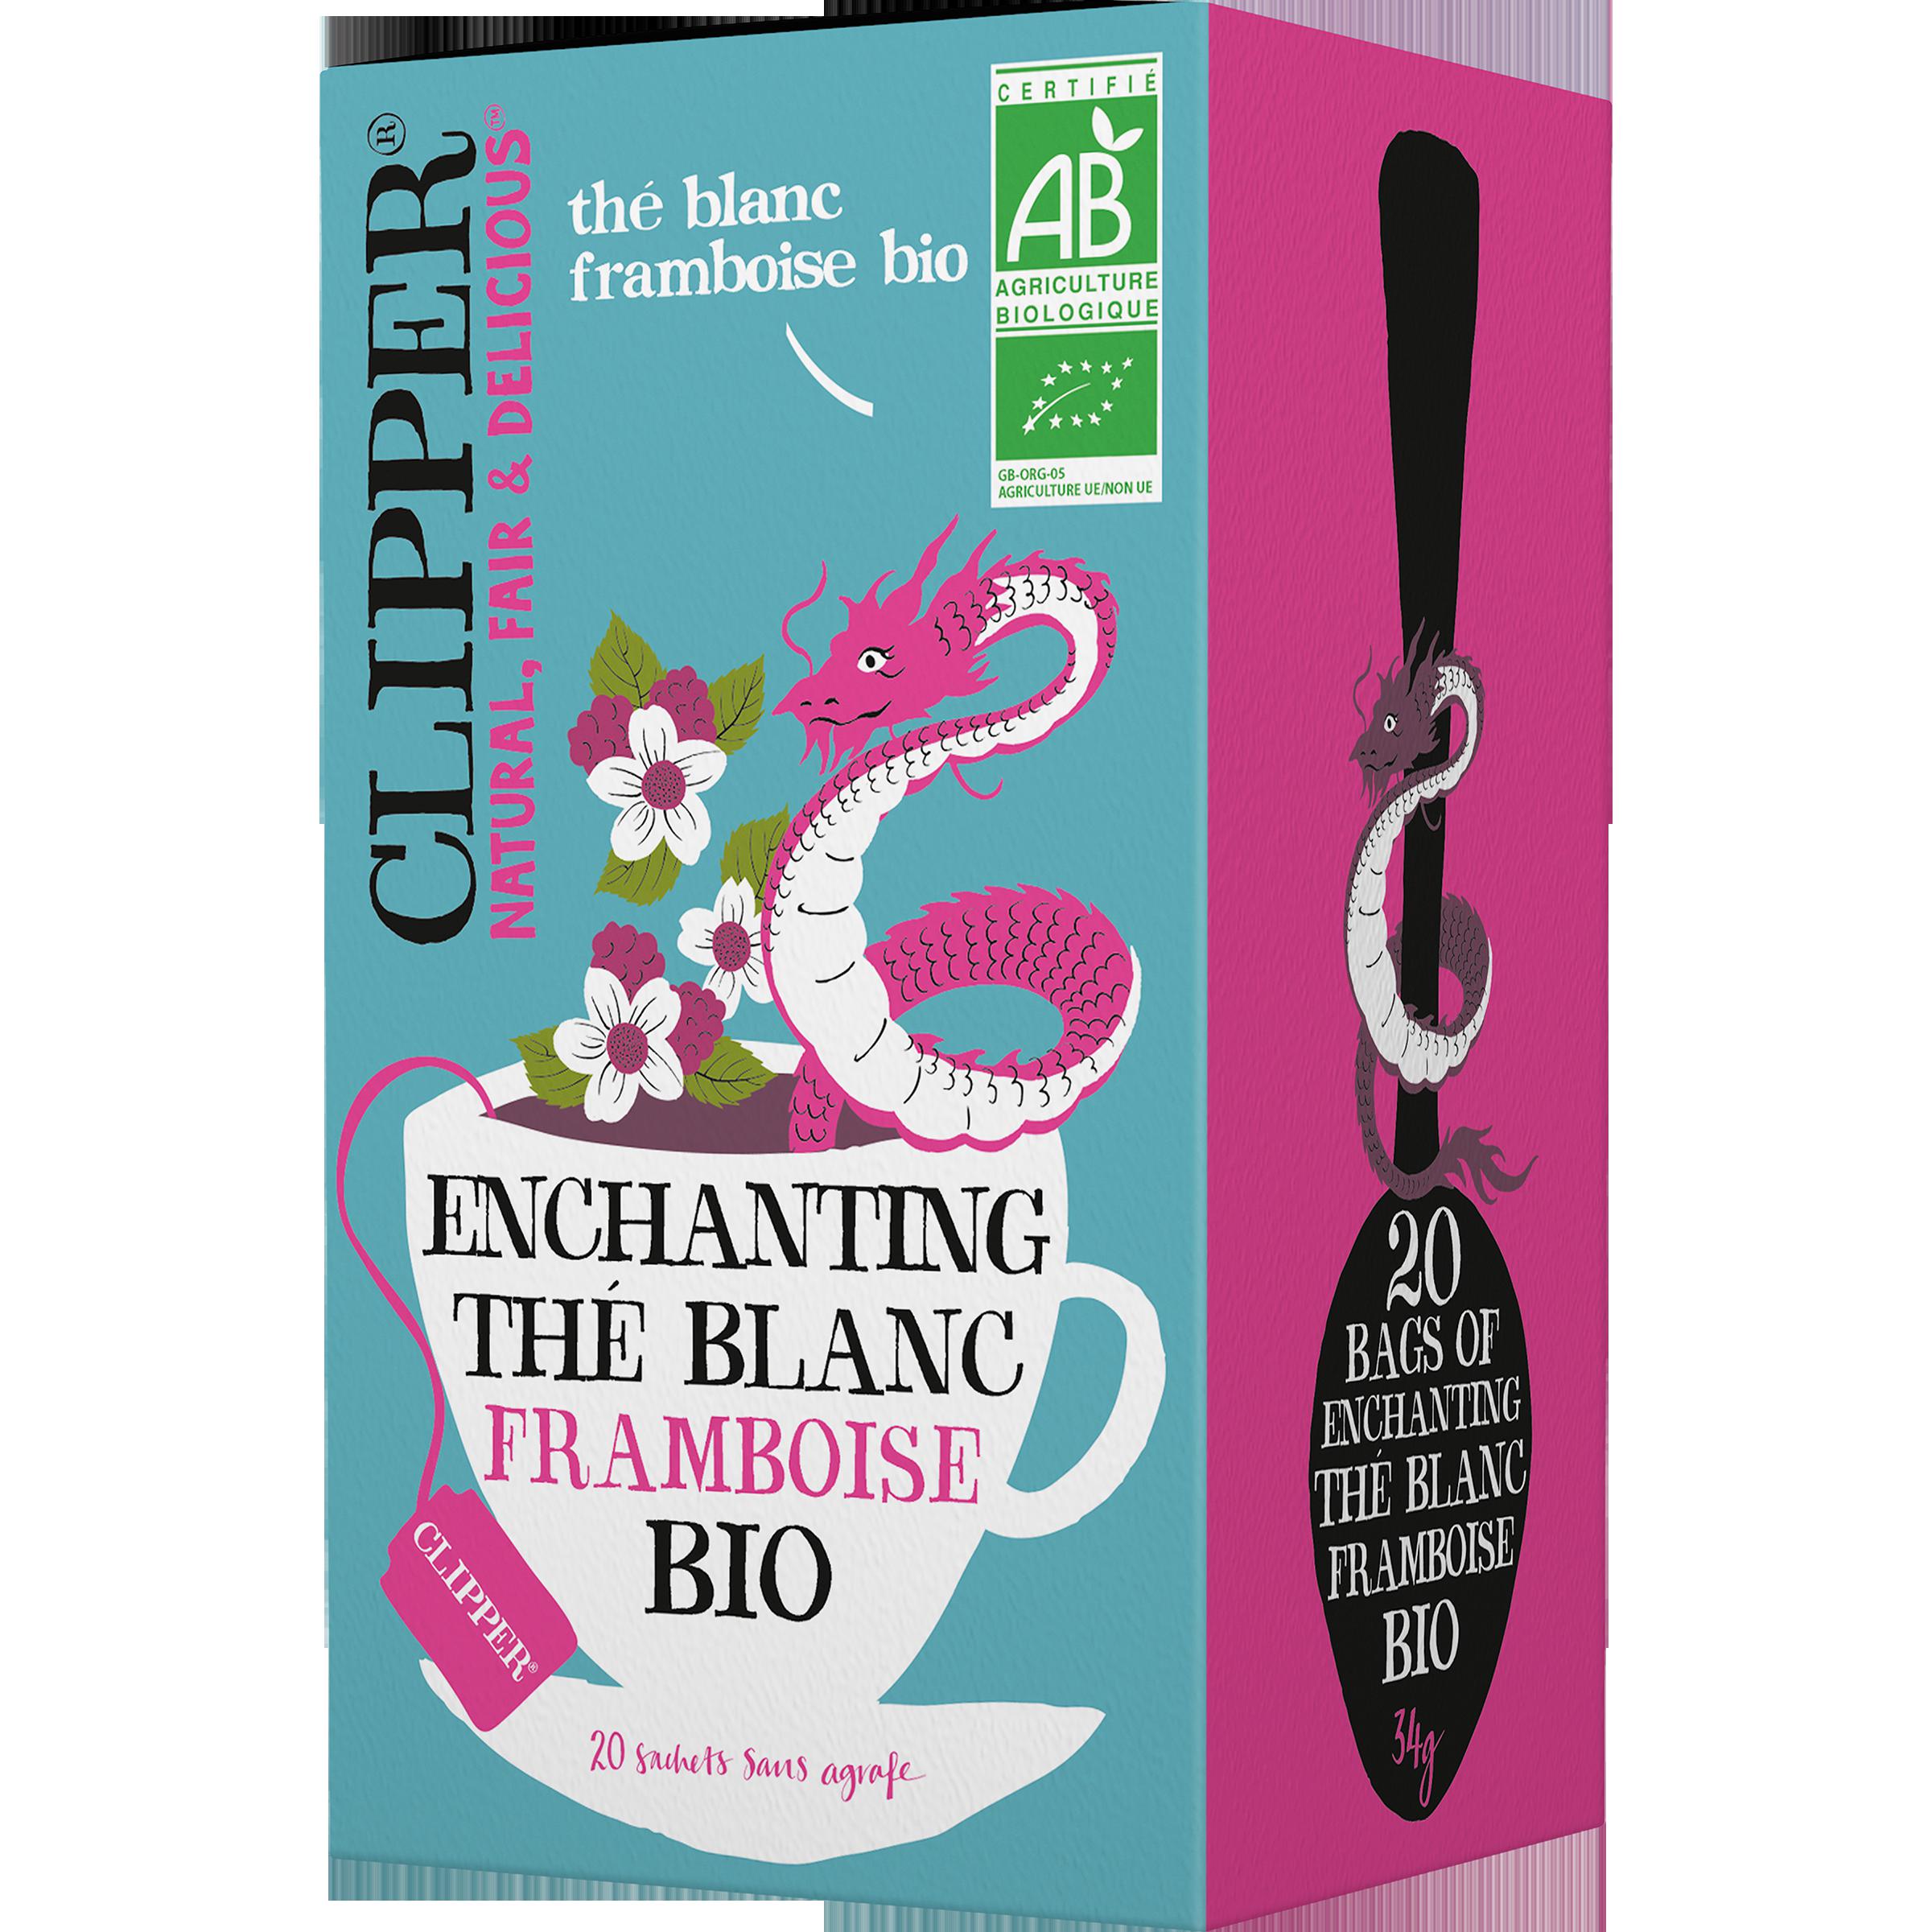 CLIPPER®
NATURAL, FAIR & DELICIOUS™
thé blanc
framboise bio
CERTIFIÉ
AB
AGRICULTURE
BIOLOGIQUE
GB-ORG-05
AGRICULTURE UE/NON UE
ENCHANTING
THÉ BLANC
FRAMBOISE
BIO
CLIPPER®
20 sachets sans agrafe
20
BAGS OF
ENCHANTING
THÉ BLANC
FRAMBOISE
BIO
34g